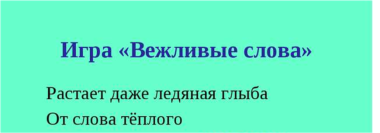 Игра «Вежливые слова»
Растает даже ледяная глыба
От слова тёплого